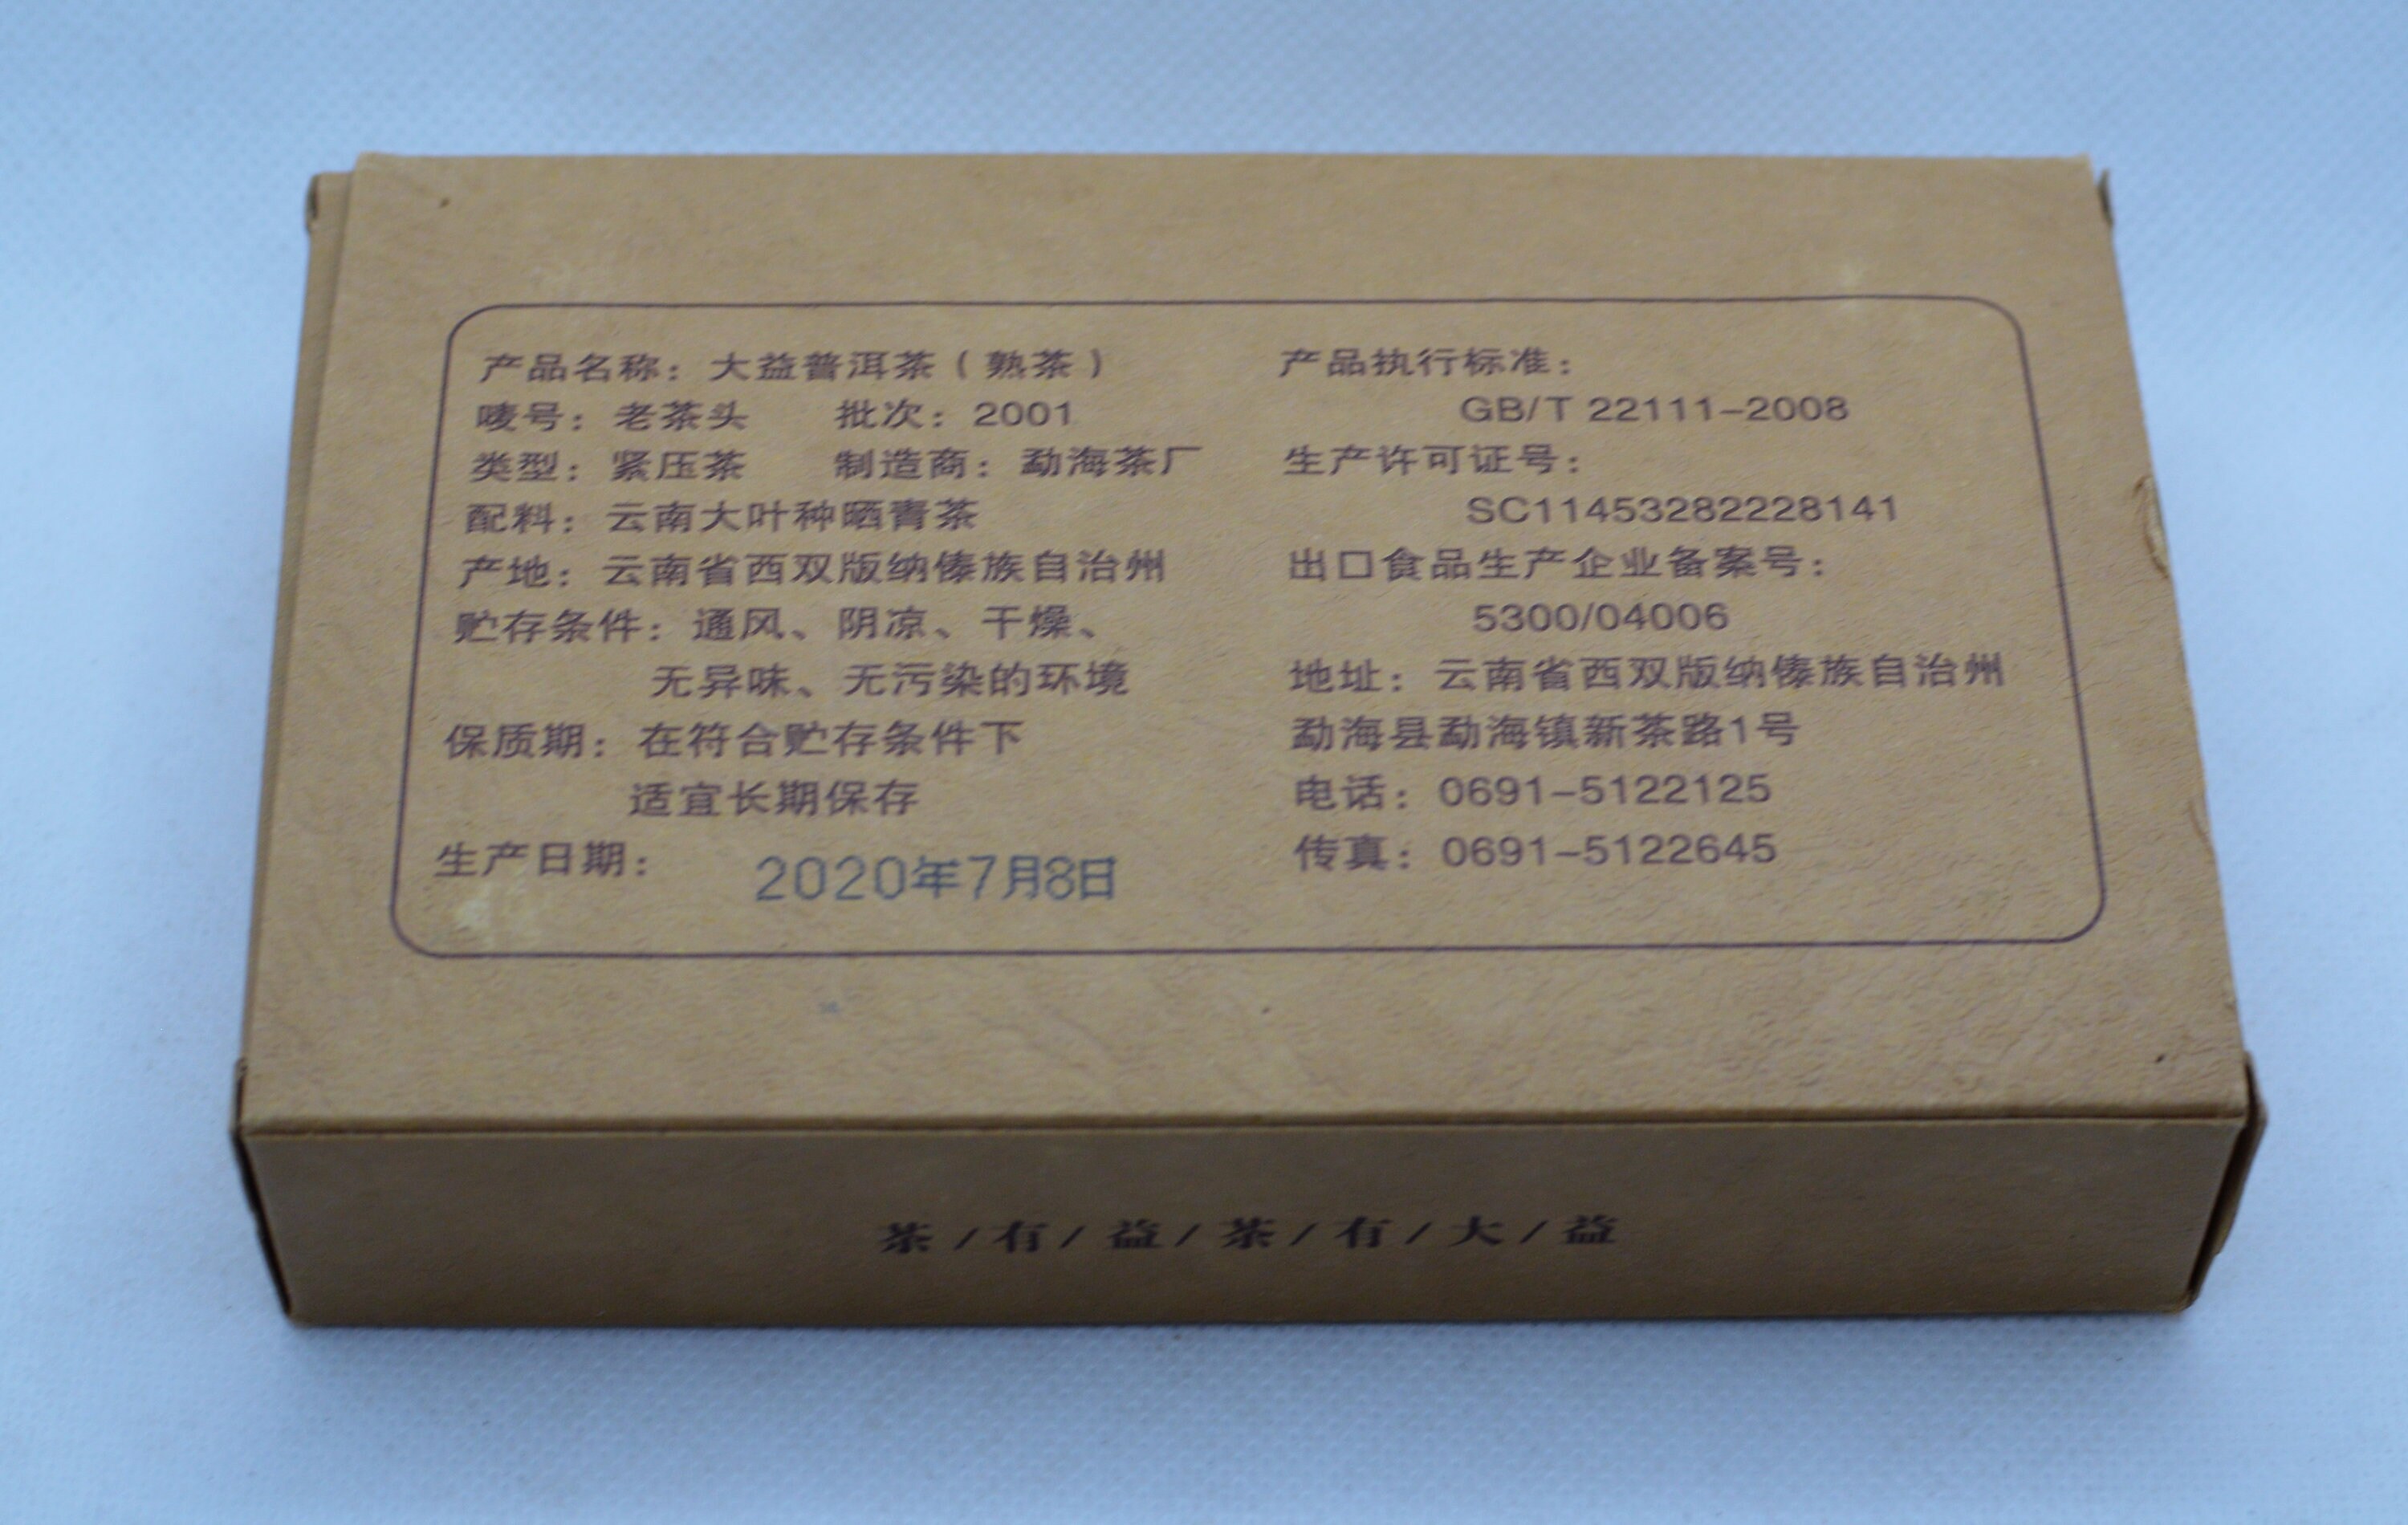 产品名称：大益普洱茶（熟茶）
唛号：老茶头 批次：2001
类型：紧压茶 制造商：勐海茶厂
配料：云南大叶种晒青茶
产地：云南省西双版纳傣族自治州
贮存条件：通风、阴凉、干燥、
无异味、无污染的环境
保质期：在符合贮存条件下
适宜长期保存
生产日期：2020年7月8日
产品执行标准：
GB/T 22111-2008
生产许可证号：
SC11453282228141
出口食品生产企业备案号：
5300/04006
地址：云南省西双版纳傣族自治州
勐海县勐海镇新茶路1号
电话：0691-5122125
传真：0691-5122645
茶/有/益/茶/有/大/益